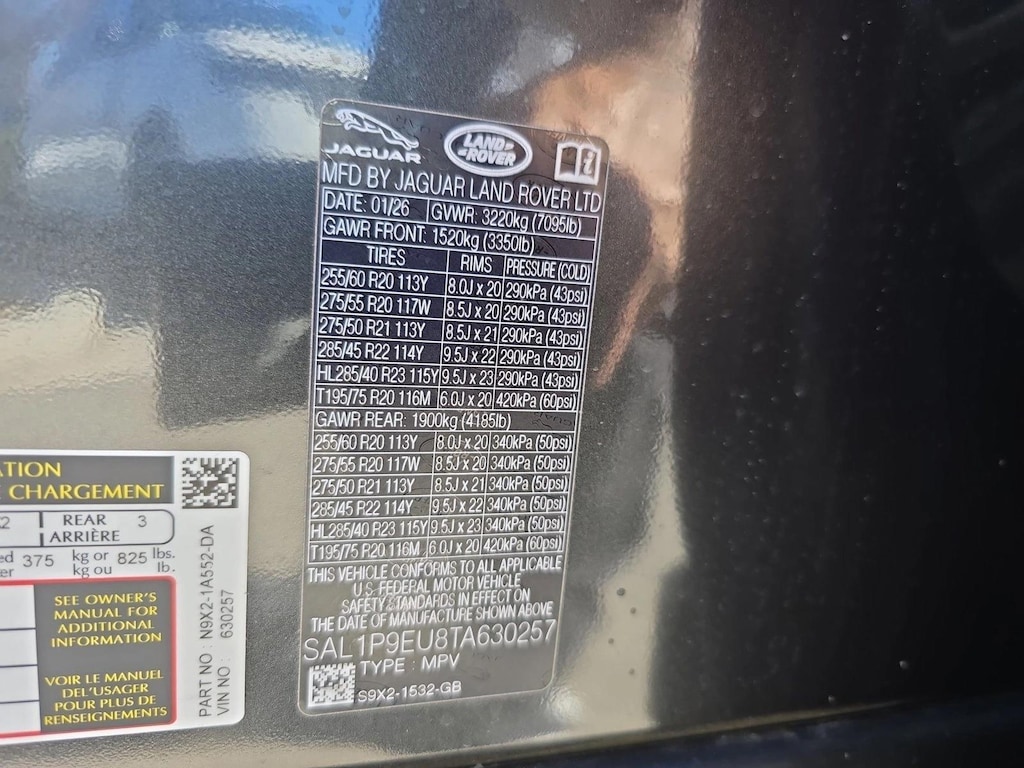 JAGUAR
LAND ROVER
MFD BY JAGUAR LAND ROVER LTD
DATE: 01/26 GVWR: 3220kg (7095lb)
GAWR FRONT: 1520kg (3350lb)
TIRES RIMS PRESSURE (COLD)
255/60 R20 113Y 8.0J x 20 290kPa (43psi)
275/55 R20 117W 8.5J x 20 290kPa (43psi)
275/50 R21 113Y 8.5J x 21 290kPa (43psi)
285/45 R22 114Y 9.5J x 22 290kPa (43psi)
HL285/40 R23 115Y 9.5J x 23 290kPa (43psi)
T195/75 R20 116M 6.0J x 20 420kPa (60psi)
GAWR REAR: 1900kg (4185lb)
255/60 R20 113Y 8.0J x 20 340kPa (50psi)
275/55 R20 117W 8.5J x 20 340kPa (50psi)
275/50 R21 113Y 8.5J x 21 340kPa (50psi)
285/45 R22 114Y 9.5J x 22 340kPa (50psi)
HL285/40 R23 115Y 9.5J x 23 340kPa (50psi)
T195/75 R20 116M 6.0J x 20 420kPa (60psi)
THIS VEHICLE CONFORMS TO ALL APPLICABLE
U.S. FEDERAL MOTOR VEHICLE
SAFETY STANDARDS IN EFFECT ON
THE DATE OF MANUFACTURE SHOWN ABOVE
SAL1P9EU8TA630257
TYPE : MPV
S9X2-1532-GB
CHARGEMENT
2 REAR 3
ARRIÈRE
375 kg or 825 lbs.
kg ou lb.
SEE OWNER'S
MANUAL FOR
ADDITIONAL
INFORMATION
VOIR LE MANUEL
DEL'USAGER
POUR PLUS DE
RENSEIGNEMENTS
PART NO : N9X2-1A552-DA
VIN NO : 630257